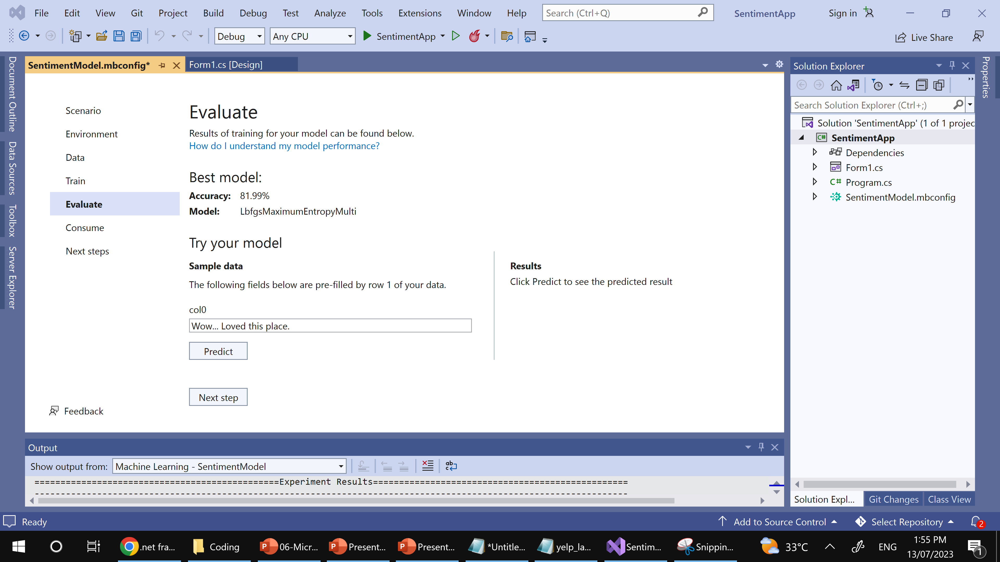 File Edit View Git Project Build Debug Test Analyze Tools Extensions Window Help Search (Ctrl+Q) SentimentApp Sign in
Debug Any CPU SentimentApp Live Share
SentimentModel.mbconfig* Form1.cs [Design]
Document Outline
Data Sources
Toolbox
Server Explorer
Scenario
Environment
Data
Train
Evaluate
Consume
Next steps
Feedback
Evaluate
Results of training for your model can be found below.
How do I understand my model performance?
Best model:
Accuracy: 81.99%
Model: LbfgsMaximumEntropyMulti
Try your model
Sample data
The following fields below are pre-filled by row 1 of your data.
col0
Wow... Loved this place.
Predict
Next step
Results
Click Predict to see the predicted result
Solution Explorer
Search Solution Explorer (Ctrl+;)
Solution 'SentimentApp' (1 of 1 projec
C# SentimentApp
Dependencies
Form1.cs
C# Program.cs
SentimentModel.mbconfig
Solution Expl... Git Changes Class View
Properties
Output
Show output from: Machine Learning - SentimentModel
===============================================Experiment Results=================================================
------------------------------------------------------------------------------------------------------------------
Ready Add to Source Control Select Repository 2
.net fra... Coding 06-Micr... Present... Present... *Untitle... yelp_la... Sentim... Snippin... 33°C ENG 1:55 PM
13/07/2023 1